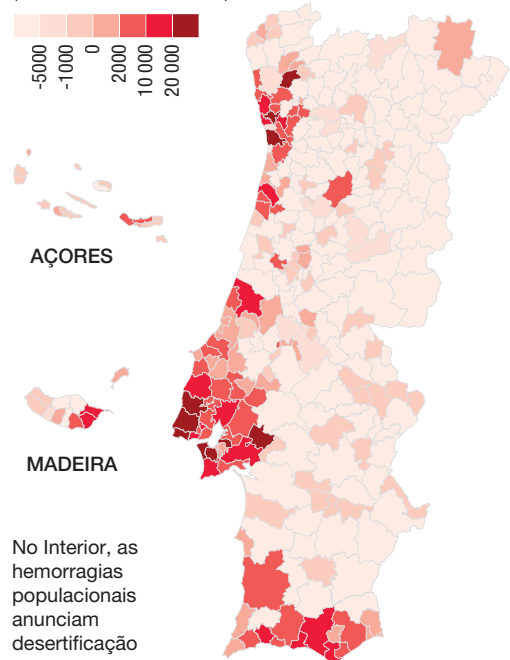 -5000
-1000
0
2000
10 000
20 000
AÇORES
MADEIRA
No Interior, as
hemorragias
populacionais
anunciam
desertificação